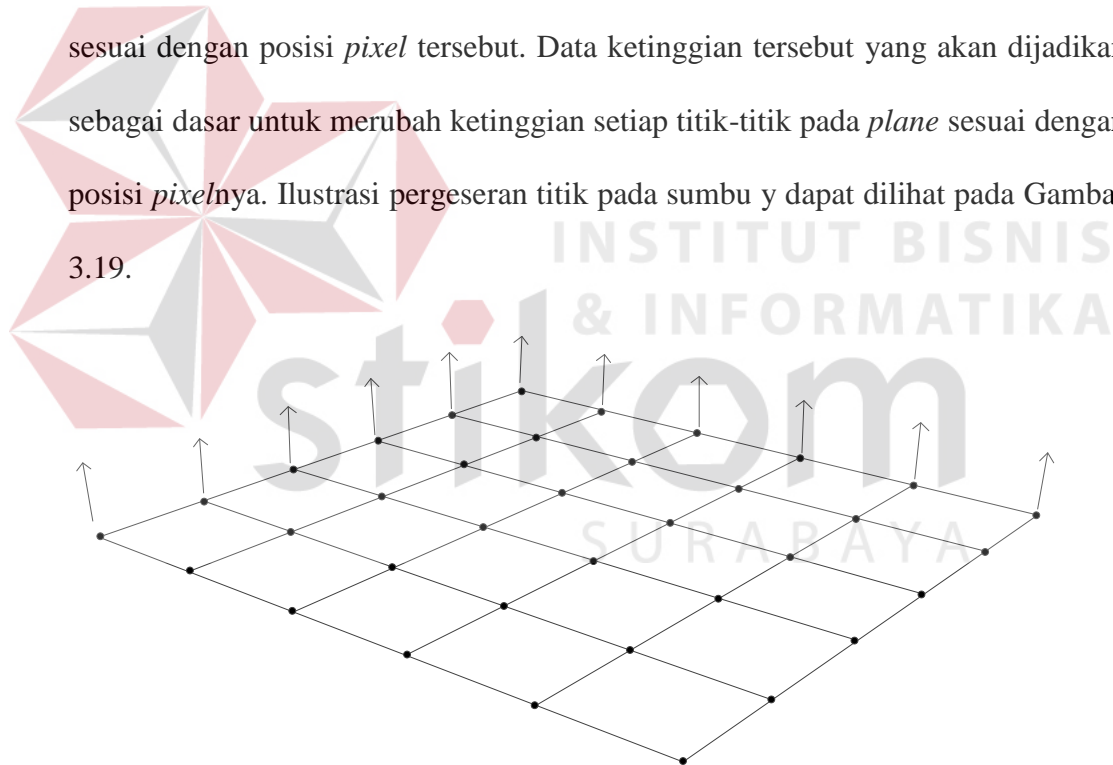 sesuai dengan posisi pixel tersebut. Data ketinggian tersebut yang akan dijadikan
sebagai dasar untuk merubah ketinggian setiap titik-titik pada plane sesuai dengan
posisi pixelnya. Ilustrasi pergeseran titik pada sumbu y dapat dilihat pada Gambar
3.19.
INSTITUT BISNIS
& INFORMATIKA
stikom
SURABAYA